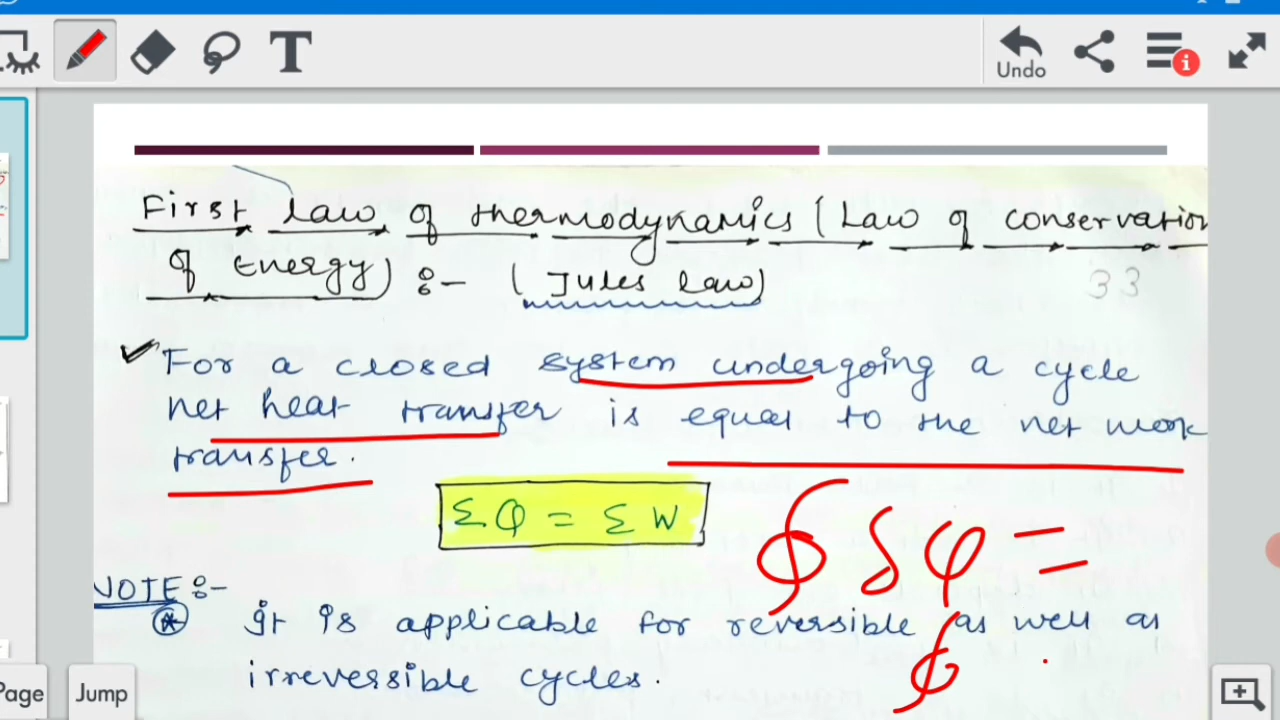 T
Undo
i
First law of thermodynamics (Law of conservation
of Energy) :- (Jules law)
33
✓ For a closed system undergoing a cycle
net heat transfer is equal to the net work
transfer.
ΣQ = ΣW
∮ δφ =
∮
NOTE :-
It is applicable for reversible as well as
irreversible cycles.
Page
Jump